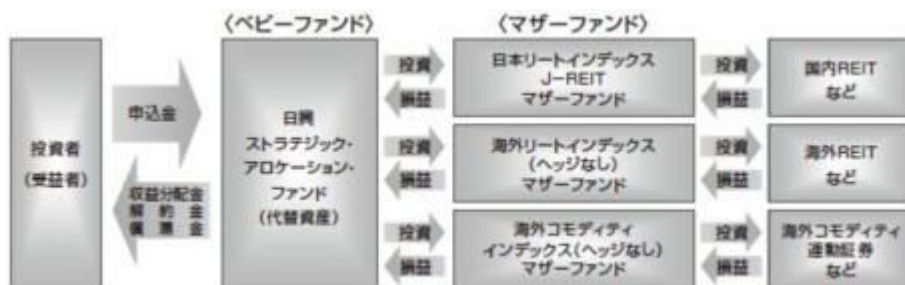 〈ベビーファンド〉
〈マザーファンド〉
投資者
(受益者)
申込金
収益分配金
解約金
償還金
日興
ストラテジック・
アロケーション・
ファンド
(代替資産)
投資
損益
日本リートインデックス
J-REIT
マザーファンド
投資
損益
国内REIT
など
投資
損益
海外リートインデックス
(ヘッジなし)
マザーファンド
投資
損益
海外REIT
など
投資
損益
海外コモディティ
インデックス(ヘッジなし)
マザーファンド
投資
損益
海外コモディティ
連動証券
など